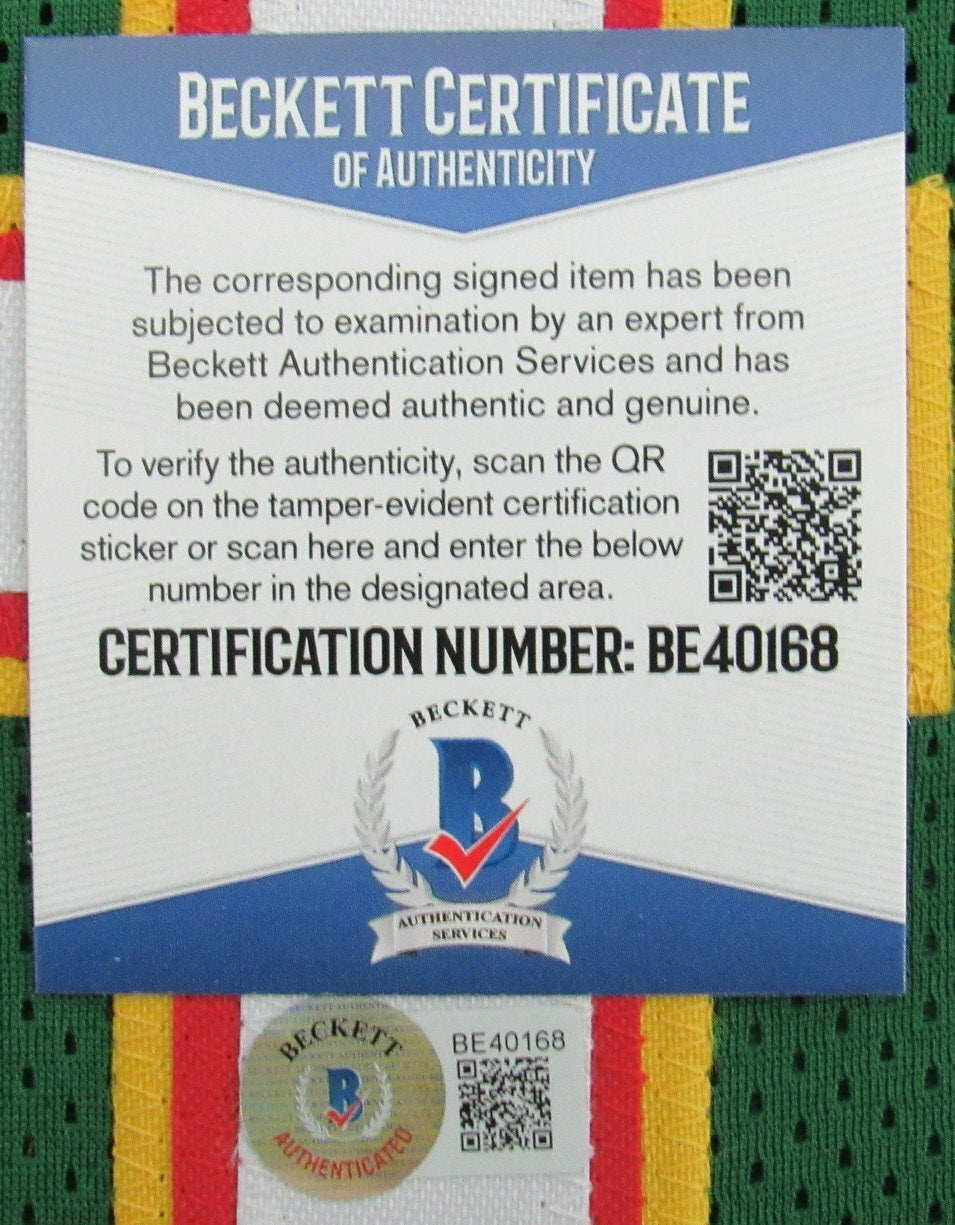 BECKETT CERTIFICATE
OF AUTHENTICITY
The corresponding signed item has been
subjected to examination by an expert from
Beckett Authentication Services and has
been deemed authentic and genuine.
To verify the authenticity, scan the QR
code on the tamper-evident certification
sticker or scan here and enter the below
number in the designated area.
CERTIFICATION NUMBER: BE40168
BECKETT
B
AUTHENTICATION
SERVICES
BECKETT
B
AUTHENTICATED
BE40168